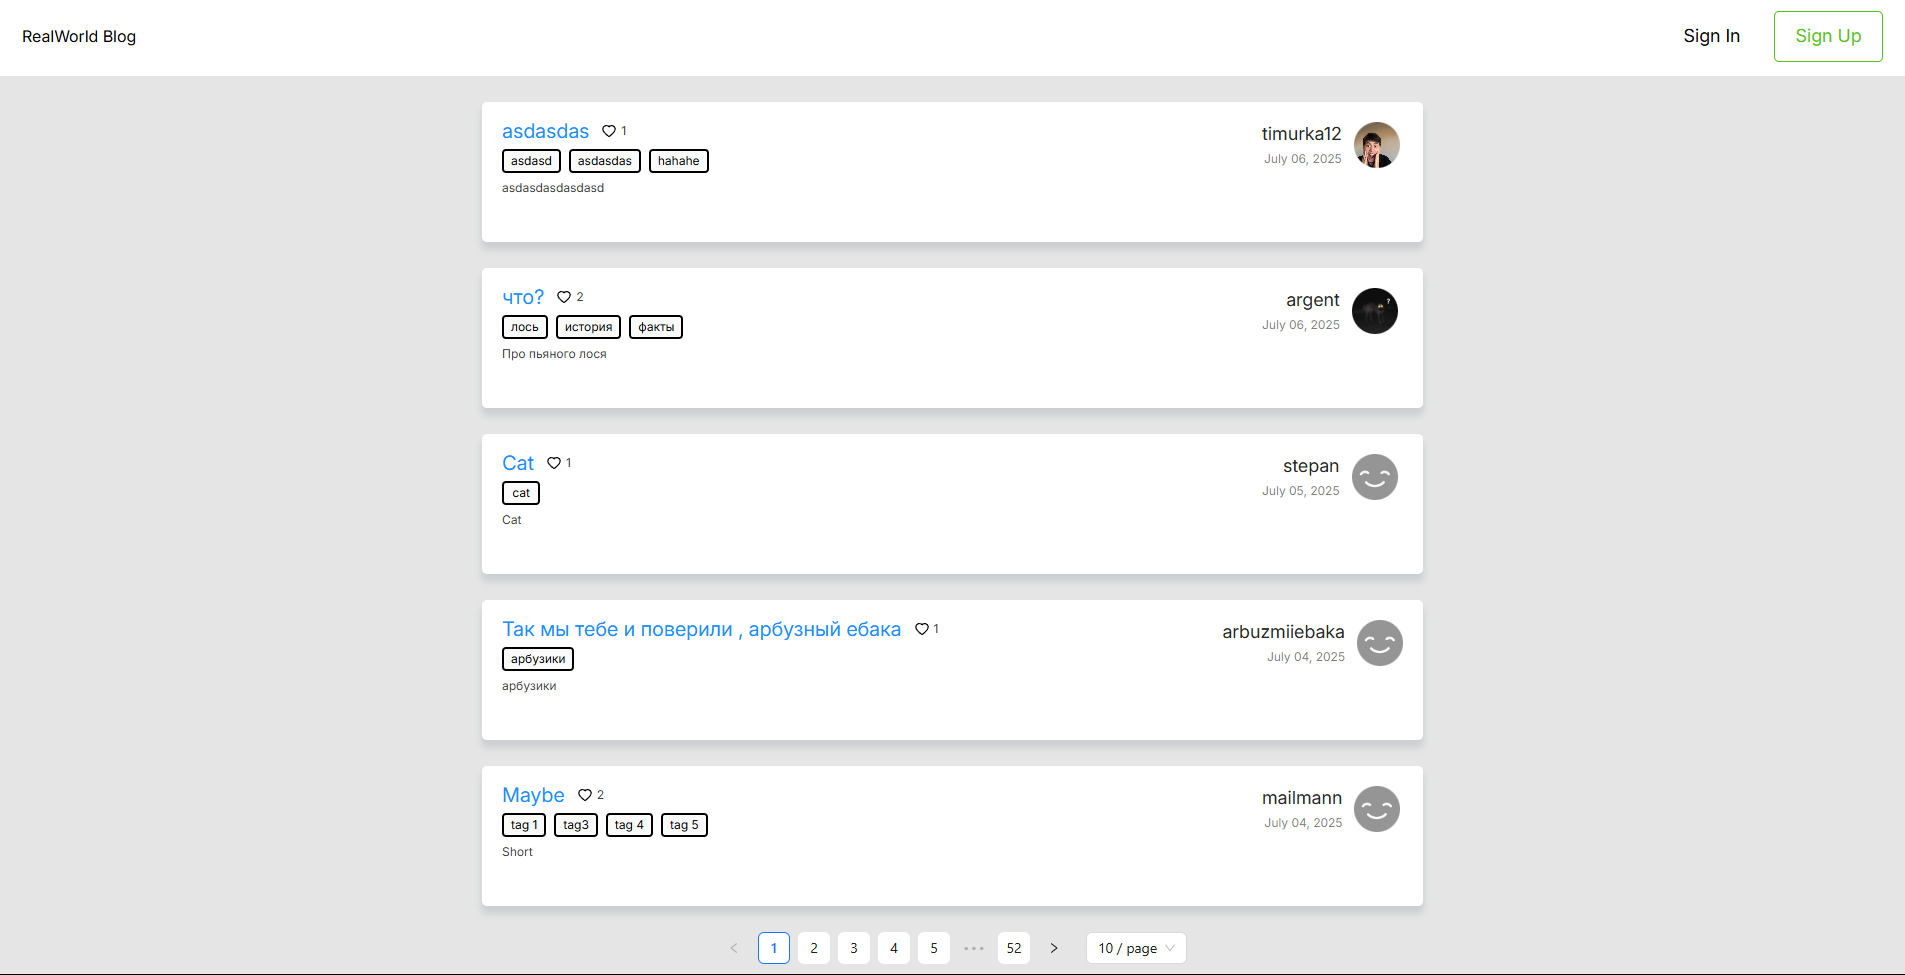 RealWorld Blog
Sign In
Sign Up
asdasdas 1
asdasd asdasdas hahahe
asdasdasdasdasd
timurka12
July 06, 2025
что? 2
лось история факты
Про пьяного лося
argent
July 06, 2025
Cat 1
cat
Cat
stepan
July 05, 2025
Так мы тебе и поверили , арбузный ебака 1
арбузики
арбузики
arbuzmiiebaka
July 04, 2025
Maybe 2
tag 1 tag3 tag 4 tag 5
Short
mailmann
July 04, 2025
< 1 2 3 4 5 ••• 52 > 10 / page